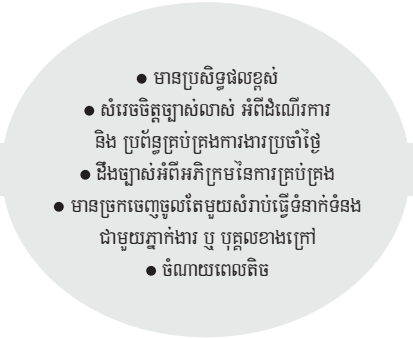 ● មានប្រសិទ្ធផលខ្ពស់
● សំរេចចិត្តច្បាស់លាស់ អំពីដំណើរការ
និង ប្រព័ន្ធគ្រប់គ្រងការងារប្រចាំថ្ងៃ
● ដឹងច្បាស់អំពីអភិក្រមនៃការគ្រប់គ្រង
● មានច្រកចេញចូលតែមួយសំរាប់ធ្វើទំនាក់ទំនង
ជាមួយភ្នាក់ងារ ឬ បុគ្គលខាងក្រៅ
● ចំណាយពេលតិច